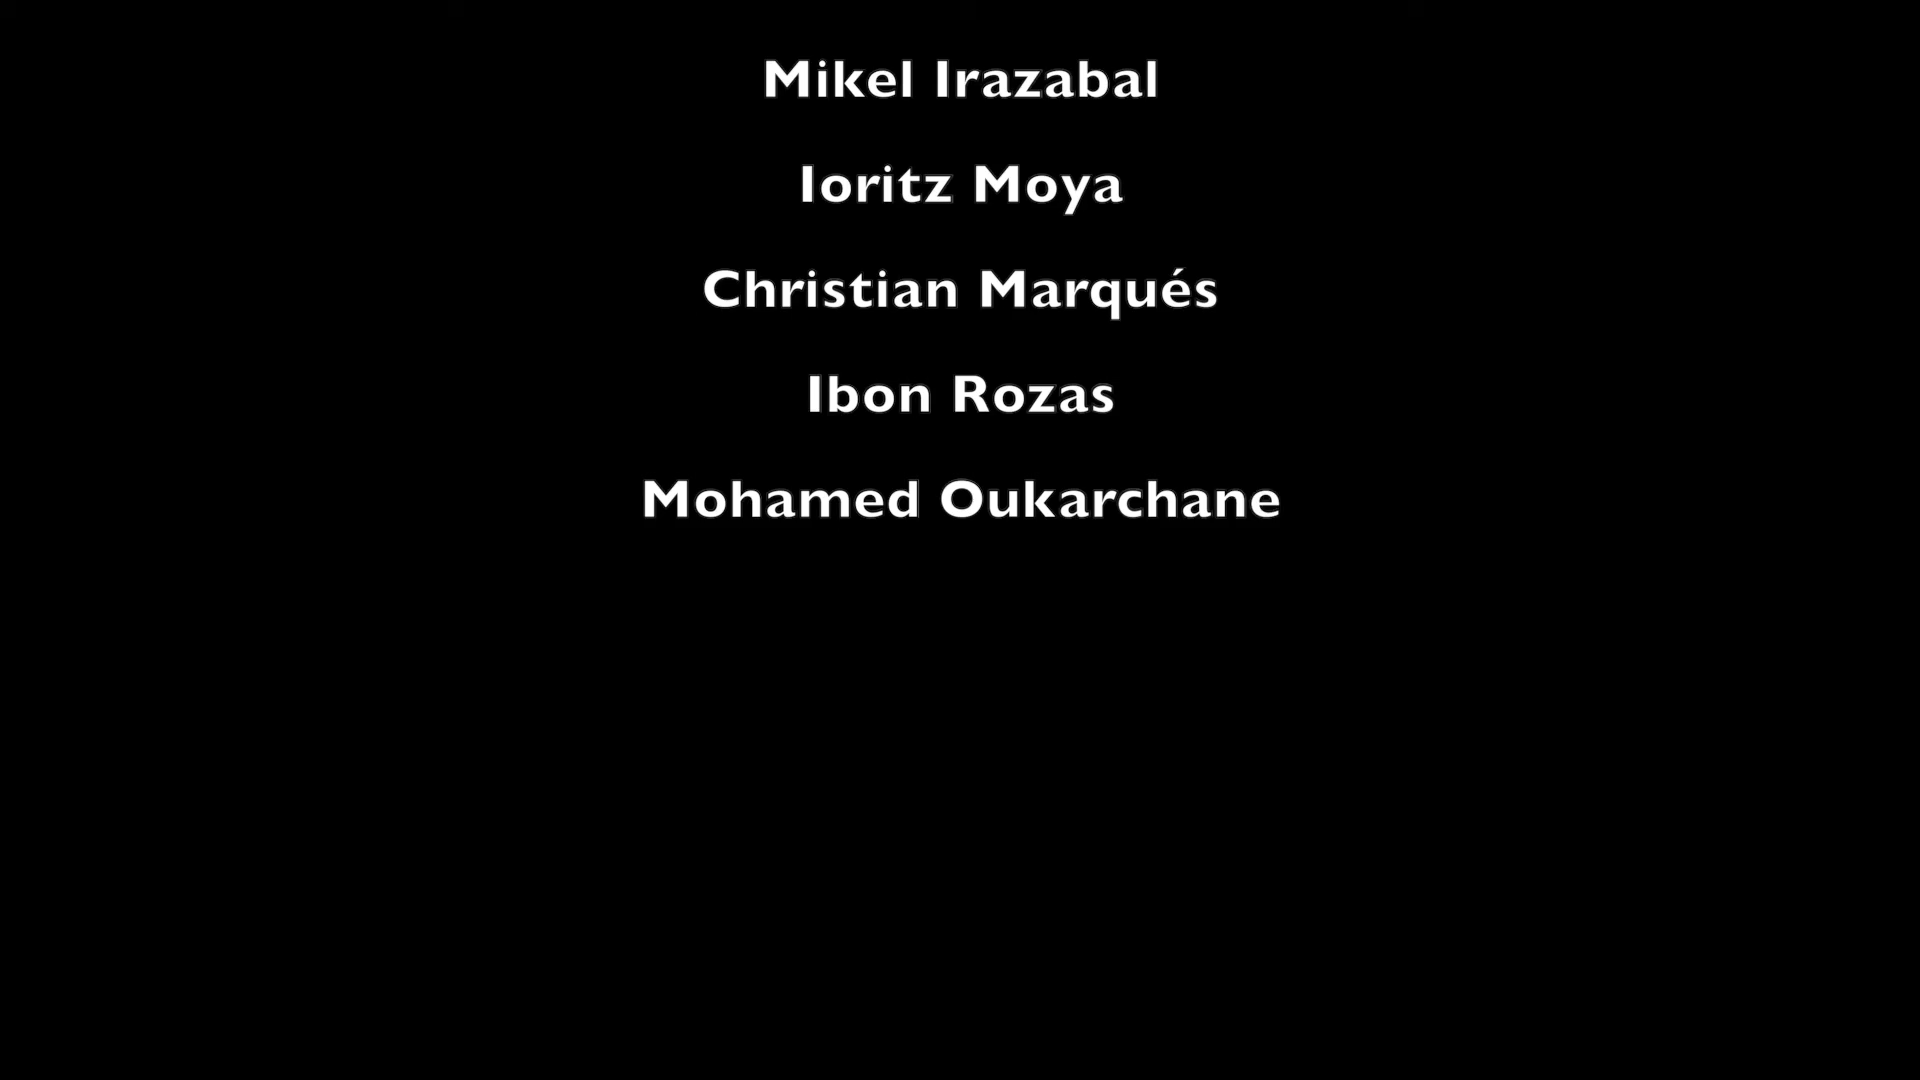 Mikel Irazabal
Ioritz Moya
Christian Marqués
Ibon Rozas
Mohamed Oukarchane